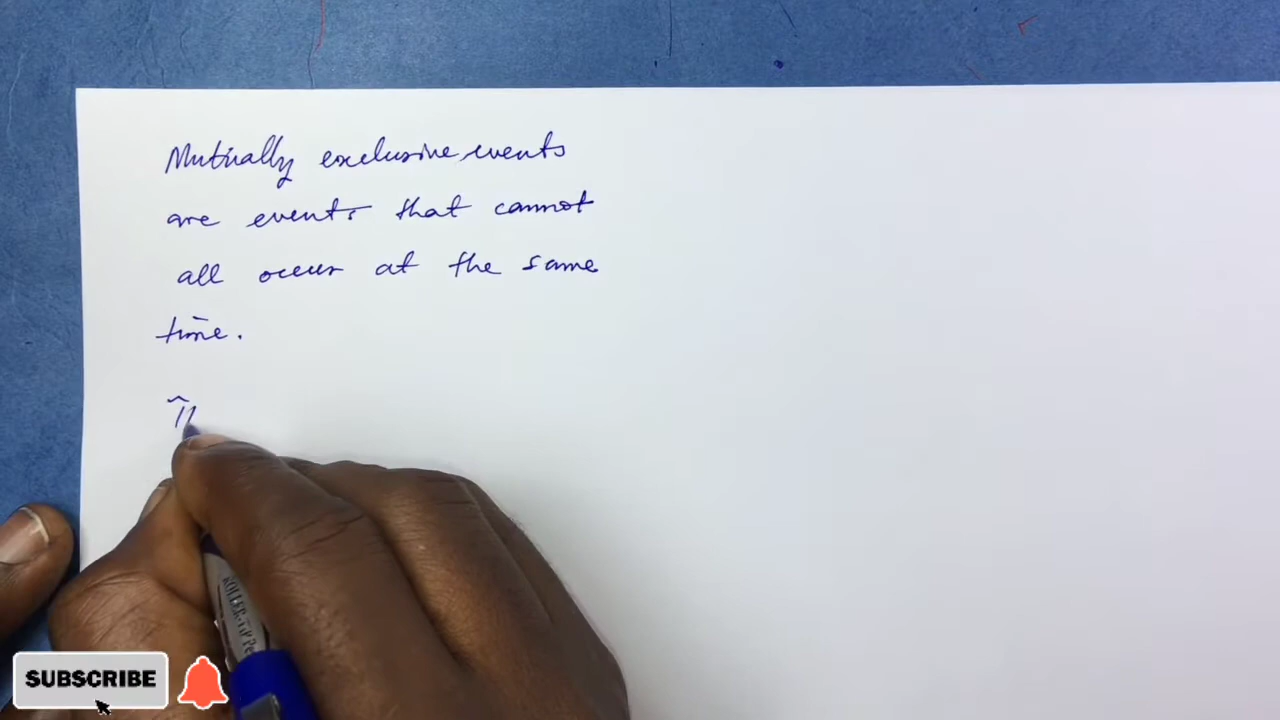 Mutually exclusive events
are events that cannot
all occur at the same
time.
SUBSCRIBE